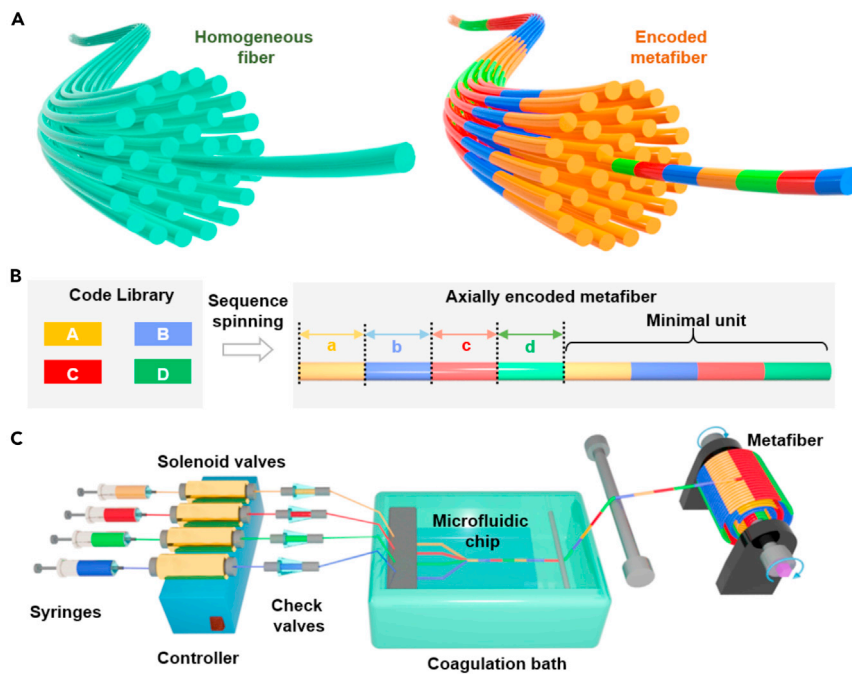 A
Homogeneous
fiber
Encoded
metafiber
B
Code Library
A
B
C
D
Sequence
spinning
Axially encoded metafiber
a
b
c
d
Minimal unit
C
Solenoid valves
Syringes
Controller
Check
valves
Microfluidic
chip
Coagulation bath
Metafiber